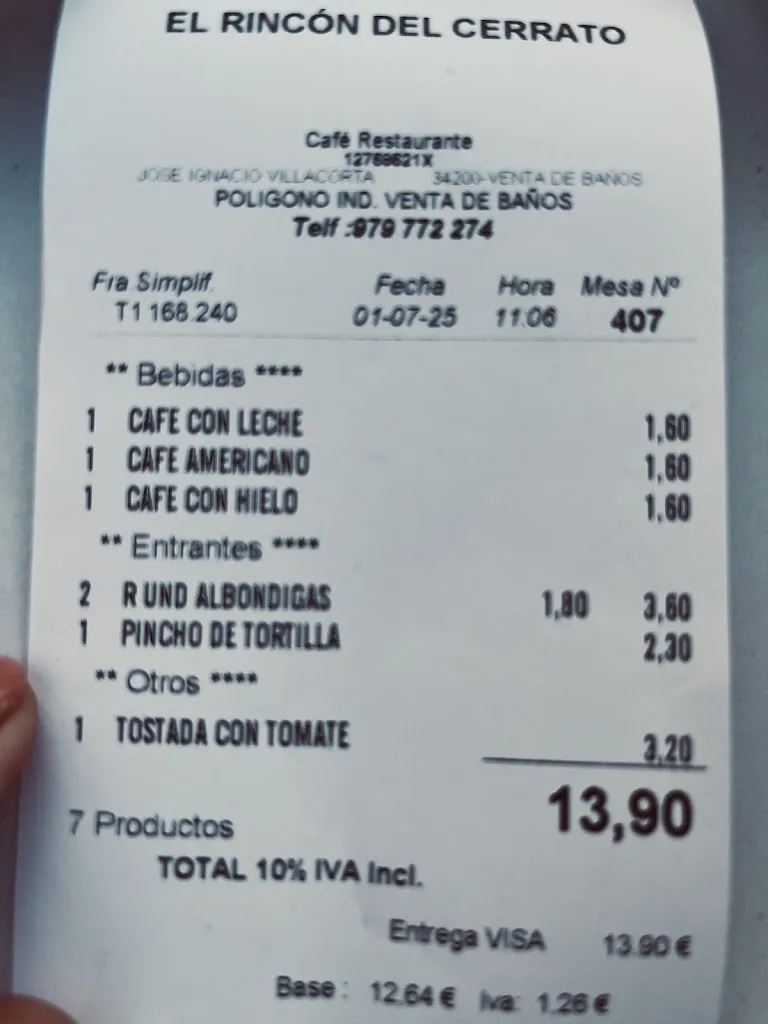 EL RINCÓN DEL CERRATO
Café Restaurante
12769621X
JOSE IGNACIO VILLACORTA 34200-VENTA DE BAÑOS
POLIGONO IND. VENTA DE BAÑOS
Telf :979 772 274
Fra Simplif. Fecha Hora Mesa Nº
T1 168.240 01-07-25 11:06 407
** Bebidas ****
1 CAFE CON LECHE 1,60
1 CAFE AMERICANO 1,60
1 CAFE CON HIELO 1,60
** Entrantes ****
2 R UND ALBONDIGAS 1,80 3,60
1 PINCHO DE TORTILLA 2,30
** Otros ****
1 TOSTADA CON TOMATE 3,20
13,90
7 Productos
TOTAL 10% IVA Incl.
Entrega VISA 13.90 €
Base : 12.64 € Iva: 1.26 €